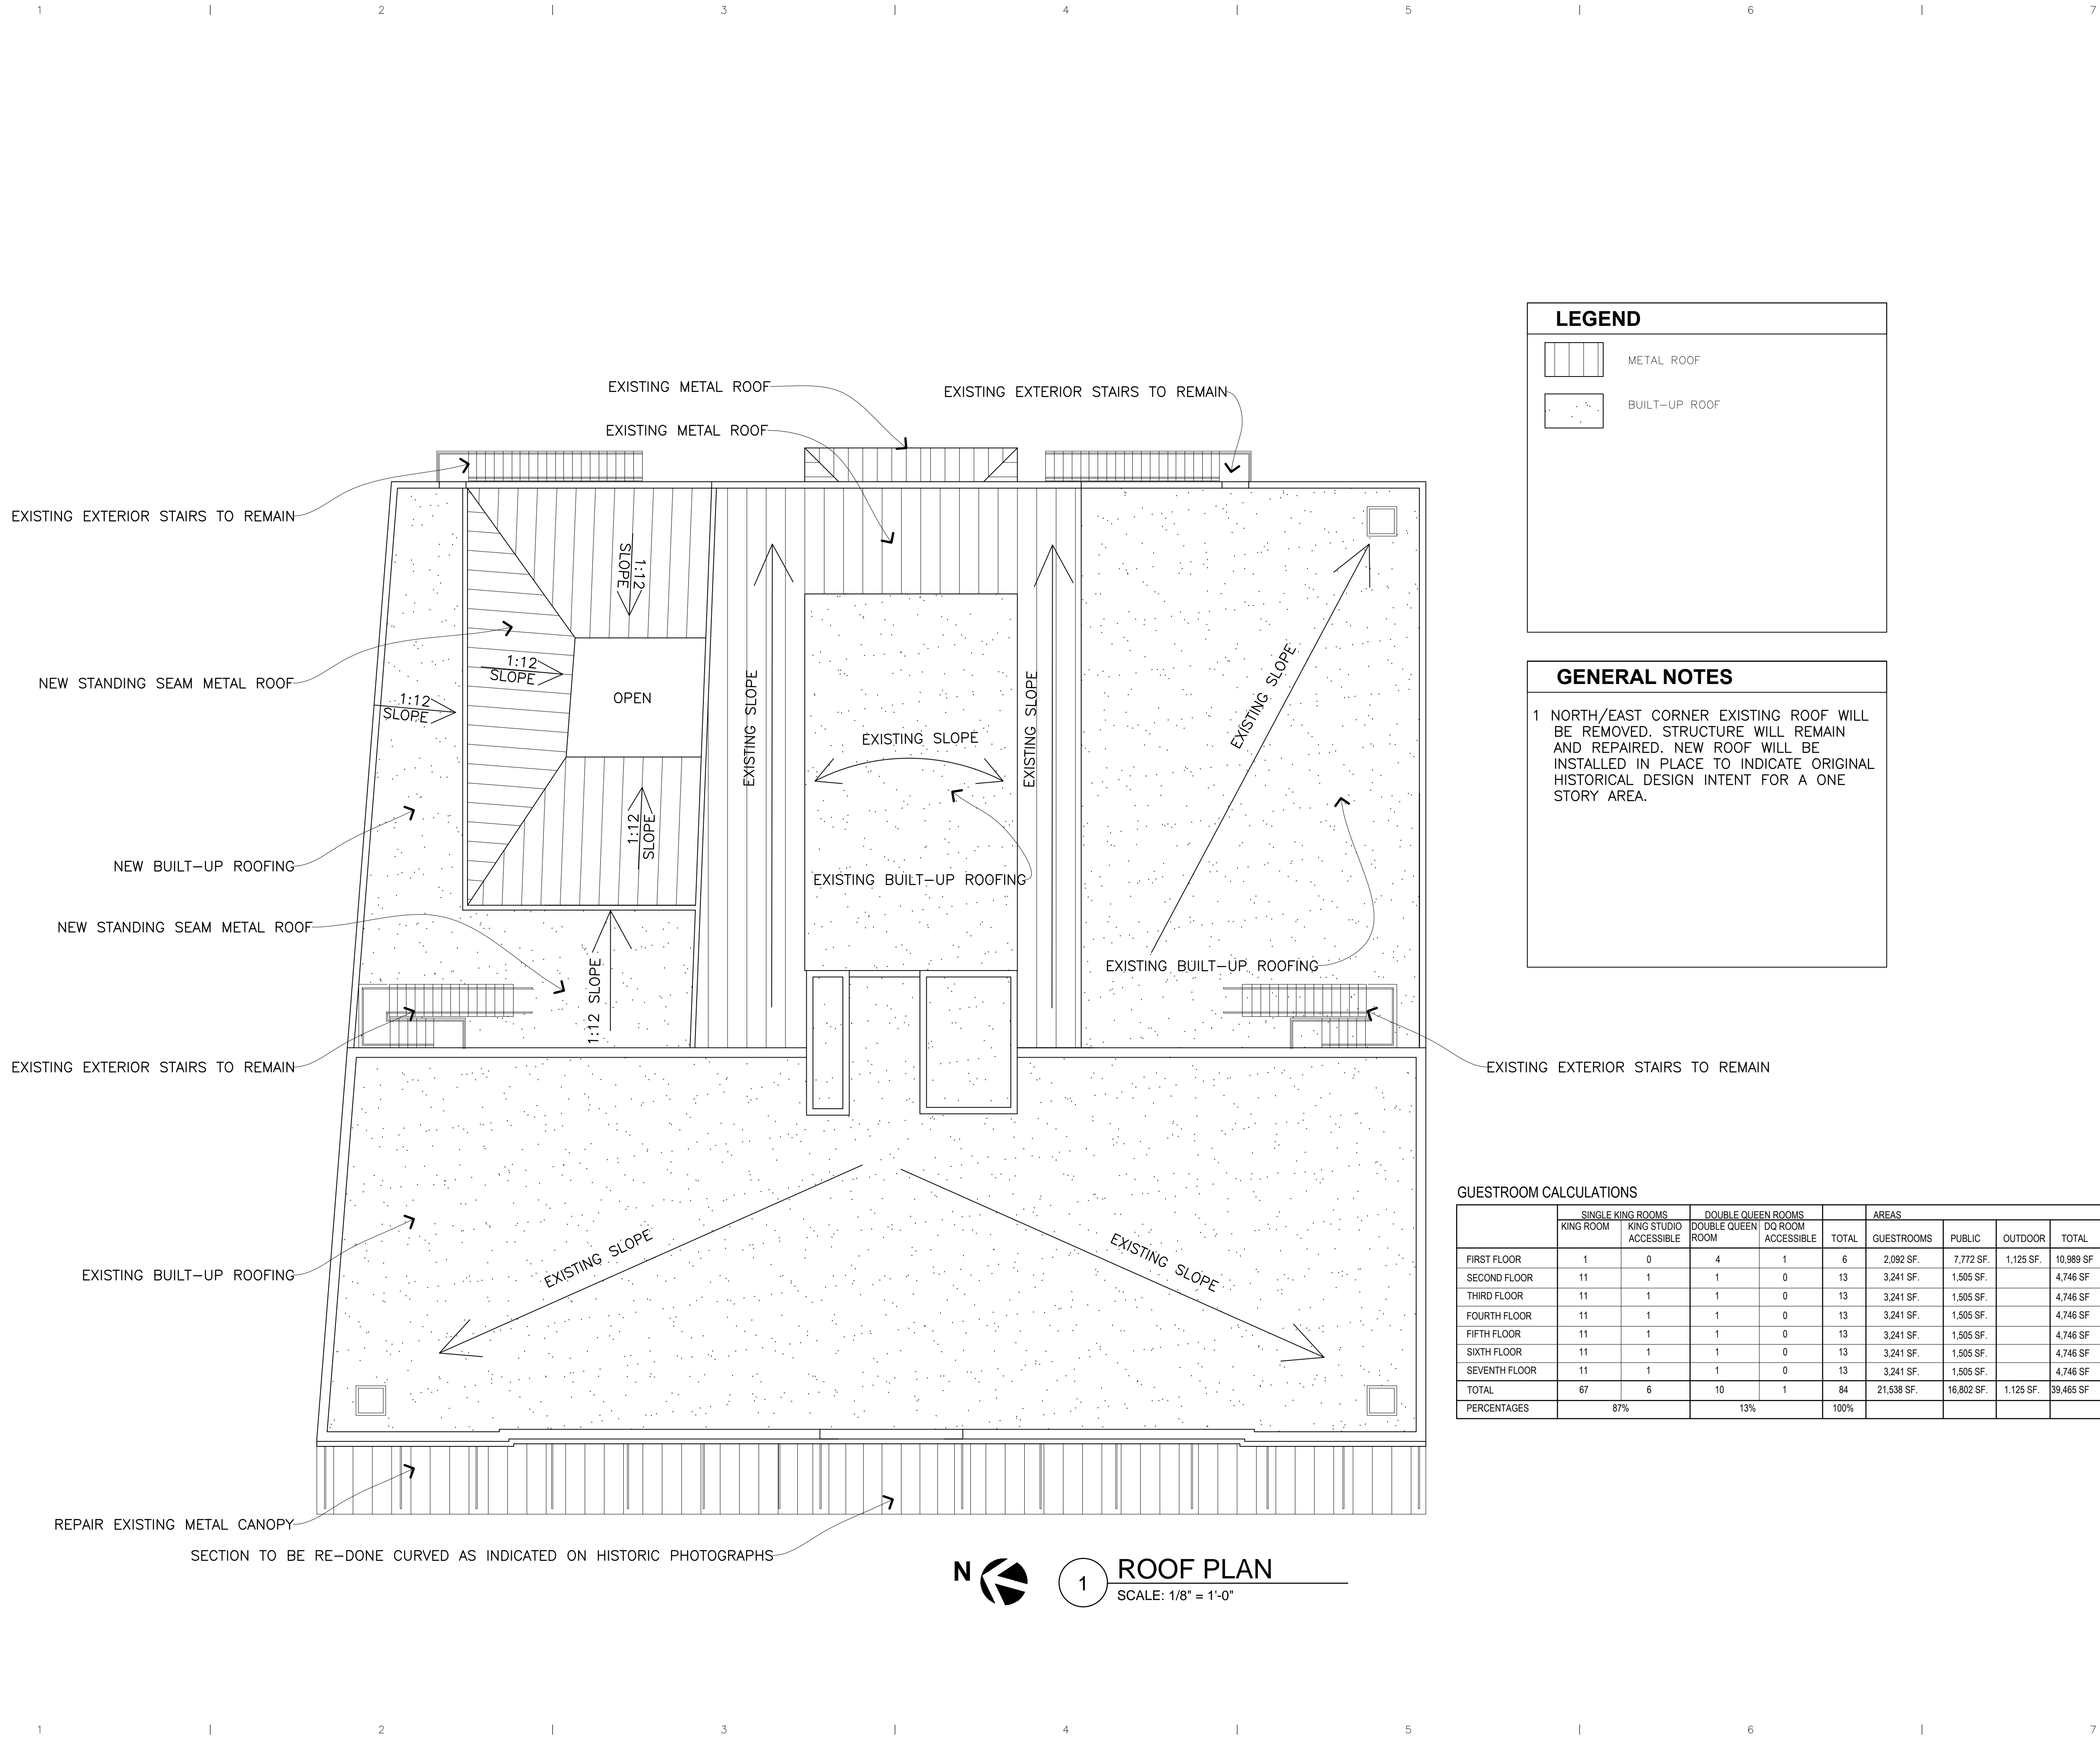 1 2 3 4 5 6 7
LEGEND
METAL ROOF
BUILT-UP ROOF
EXISTING METAL ROOF
EXISTING EXTERIOR STAIRS TO REMAIN
EXISTING METAL ROOF
EXISTING EXTERIOR STAIRS TO REMAIN
1:12
SLOPE
NEW STANDING SEAM METAL ROOF
1:12
SLOPE
1:12
SLOPE
OPEN
EXISTING SLOPE
EXISTING SLOPE
EXISTING SLOPE
EXISTING SLOPE
GENERAL NOTES
1 NORTH/EAST CORNER EXISTING ROOF WILL
BE REMOVED. STRUCTURE WILL REMAIN
AND REPAIRED. NEW ROOF WILL BE
INSTALLED IN PLACE TO INDICATE ORIGINAL
HISTORICAL DESIGN INTENT FOR A ONE
STORY AREA.
1:12
SLOPE
NEW BUILT-UP ROOFING
EXISTING BUILT-UP ROOFING
NEW STANDING SEAM METAL ROOF
EXISTING BUILT-UP ROOFING
1:12 SLOPE
EXISTING EXTERIOR STAIRS TO REMAIN
EXISTING EXTERIOR STAIRS TO REMAIN
EXISTING SLOPE
EXISTING SLOPE
EXISTING BUILT-UP ROOFING
GUESTROOM CALCULATIONS
SINGLE KING ROOMS DOUBLE QUEEN ROOMS AREAS
KING ROOM KING STUDIO ACCESSIBLE DOUBLE QUEEN ROOM DQ ROOM ACCESSIBLE TOTAL GUESTROOMS PUBLIC OUTDOOR TOTAL
FIRST FLOOR 1 0 4 1 6 2,092 SF. 7,772 SF. 1,125 SF. 10,989 SF
SECOND FLOOR 11 1 1 0 13 3,241 SF. 1,505 SF. 4,746 SF
THIRD FLOOR 11 1 1 0 13 3,241 SF. 1,505 SF. 4,746 SF
FOURTH FLOOR 11 1 1 0 13 3,241 SF. 1,505 SF. 4,746 SF
FIFTH FLOOR 11 1 1 0 13 3,241 SF. 1,505 SF. 4,746 SF
SIXTH FLOOR 11 1 1 0 13 3,241 SF. 1,505 SF. 4,746 SF
SEVENTH FLOOR 11 1 1 0 13 3,241 SF. 1,505 SF. 4,746 SF
TOTAL 67 6 10 1 84 21,538 SF. 16,802 SF. 1.125 SF. 39,465 SF
PERCENTAGES 87% 13% 100%
REPAIR EXISTING METAL CANOPY
SECTION TO BE RE-DONE CURVED AS INDICATED ON HISTORIC PHOTOGRAPHS
N
1
ROOF PLAN
SCALE: 1/8" = 1'-0"
1 2 3 4 5 6 7